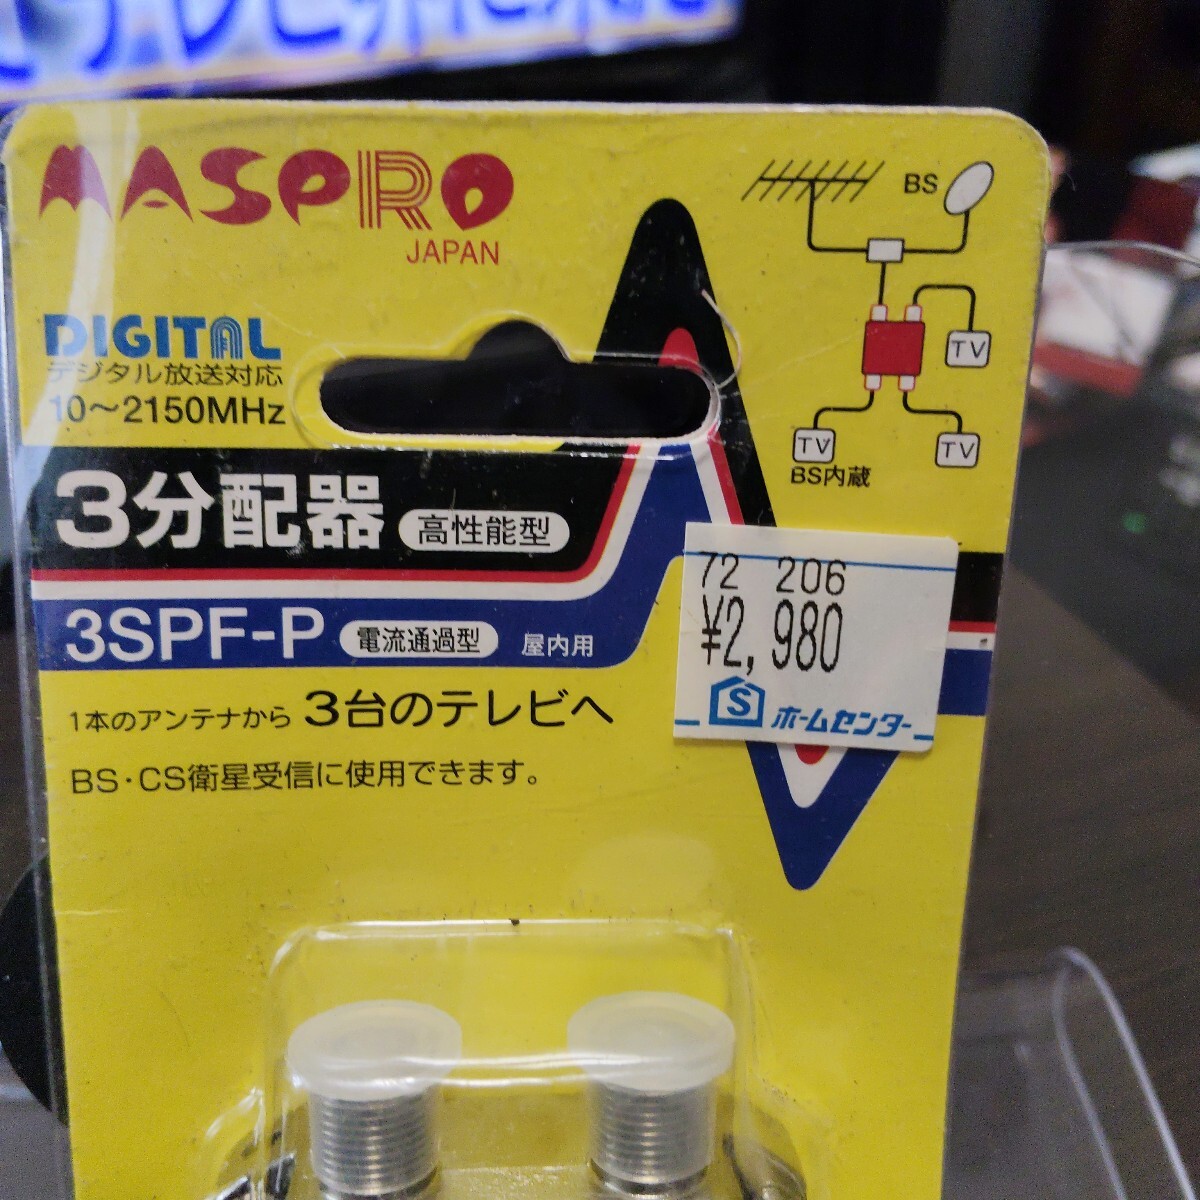 MASPRO
JAPAN
DIGITAL
デジタル放送対応
10～2150MHz
BS
TV
TV
TV
BS内蔵
3分配器 高性能型
3SPF-P 電流通過型 屋内用
72 206
¥2,980
S ホームセンター
1本のアンテナから 3台のテレビへ
BS・CS衛星受信に使用できます。